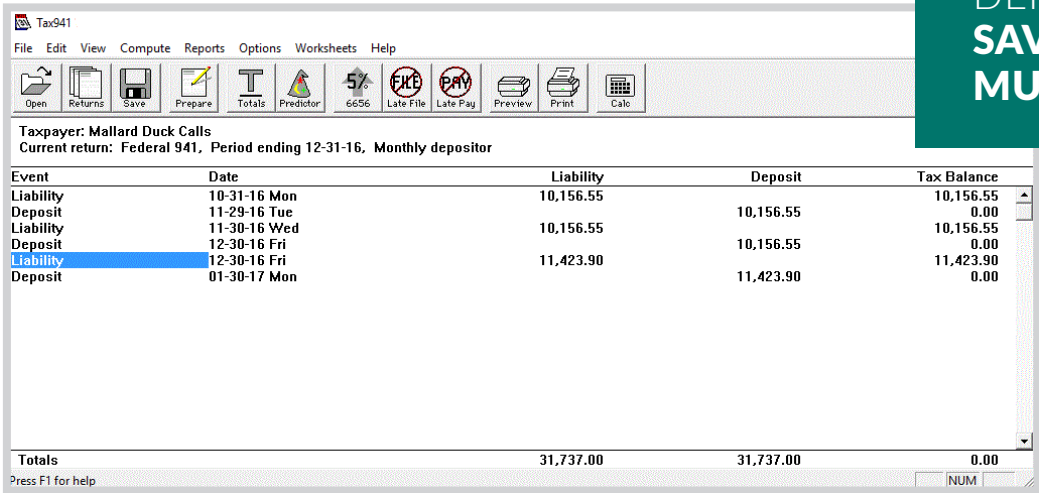 Tax941
File Edit View Compute Reports Options Worksheets Help
Open Returns Save Prepare Totals Predictor 5% 6656 FILE Late File PAY Late Pay Preview Print Calc
SAV
MU
Taxpayer: Mallard Duck Calls
Current return: Federal 941, Period ending 12-31-16, Monthly depositor
Event Date Liability Deposit Tax Balance
Liability 10-31-16 Mon 10,156.55 10,156.55
Deposit 11-29-16 Tue 10,156.55 0.00
Liability 11-30-16 Wed 10,156.55 10,156.55
Deposit 12-30-16 Fri 10,156.55 0.00
Liability 12-30-16 Fri 11,423.90 11,423.90
Deposit 01-30-17 Mon 11,423.90 0.00
Totals 31,737.00 31,737.00 0.00
Press F1 for help NUM